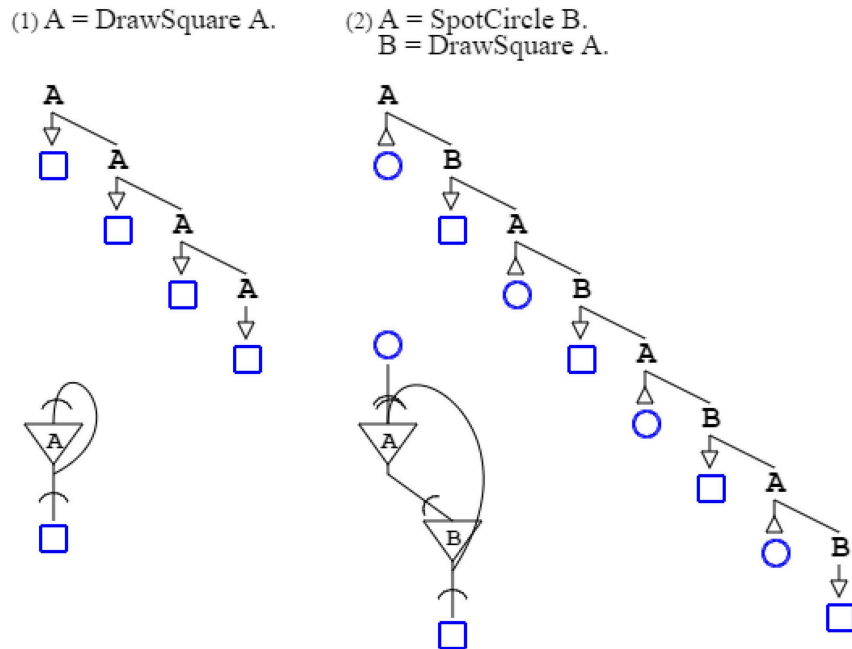 (1) A = DrawSquare A.
(2) A = SpotCircle B.
B = DrawSquare A.
A
A
A
A
A
A
B
A
B
A
B
A
B
A
B